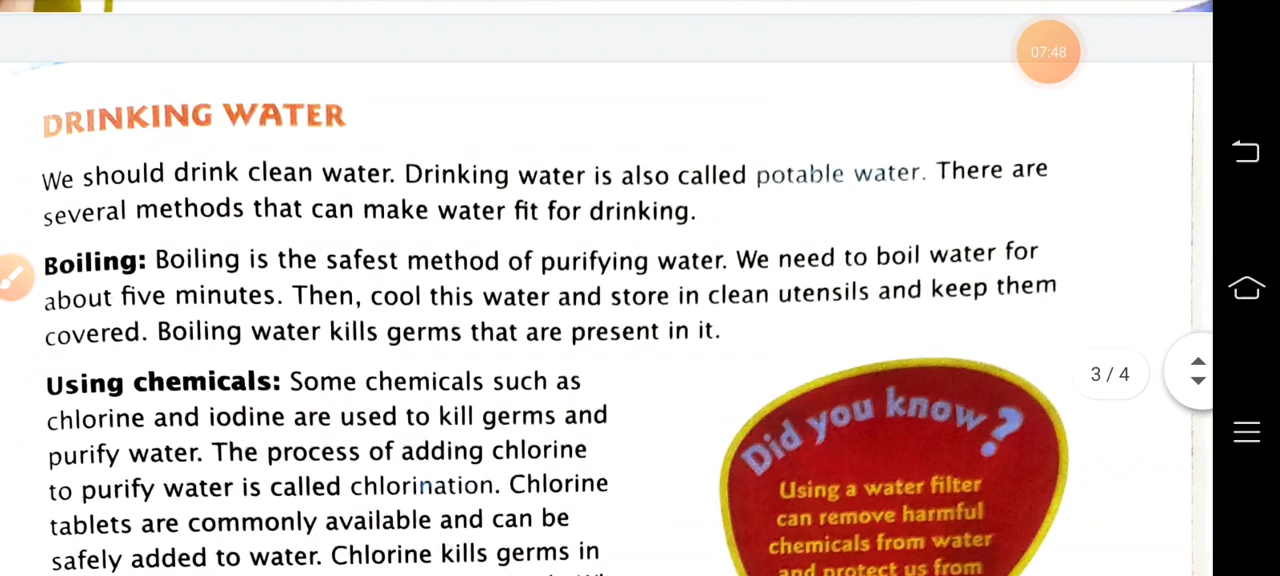 07:48
DRINKING WATER
We should drink clean water. Drinking water is also called potable water. There are
several methods that can make water fit for drinking.
Boiling: Boiling is the safest method of purifying water. We need to boil water for
about five minutes. Then, cool this water and store in clean utensils and keep them
covered. Boiling water kills germs that are present in it.
Using chemicals: Some chemicals such as
chlorine and iodine are used to kill germs and
purify water. The process of adding chlorine
to purify water is called chlorination. Chlorine
tablets are commonly available and can be
safely added to water. Chlorine kills germs in
3 / 4
Did you know?
Using a water filter
can remove harmful
chemicals from water
and protect us from